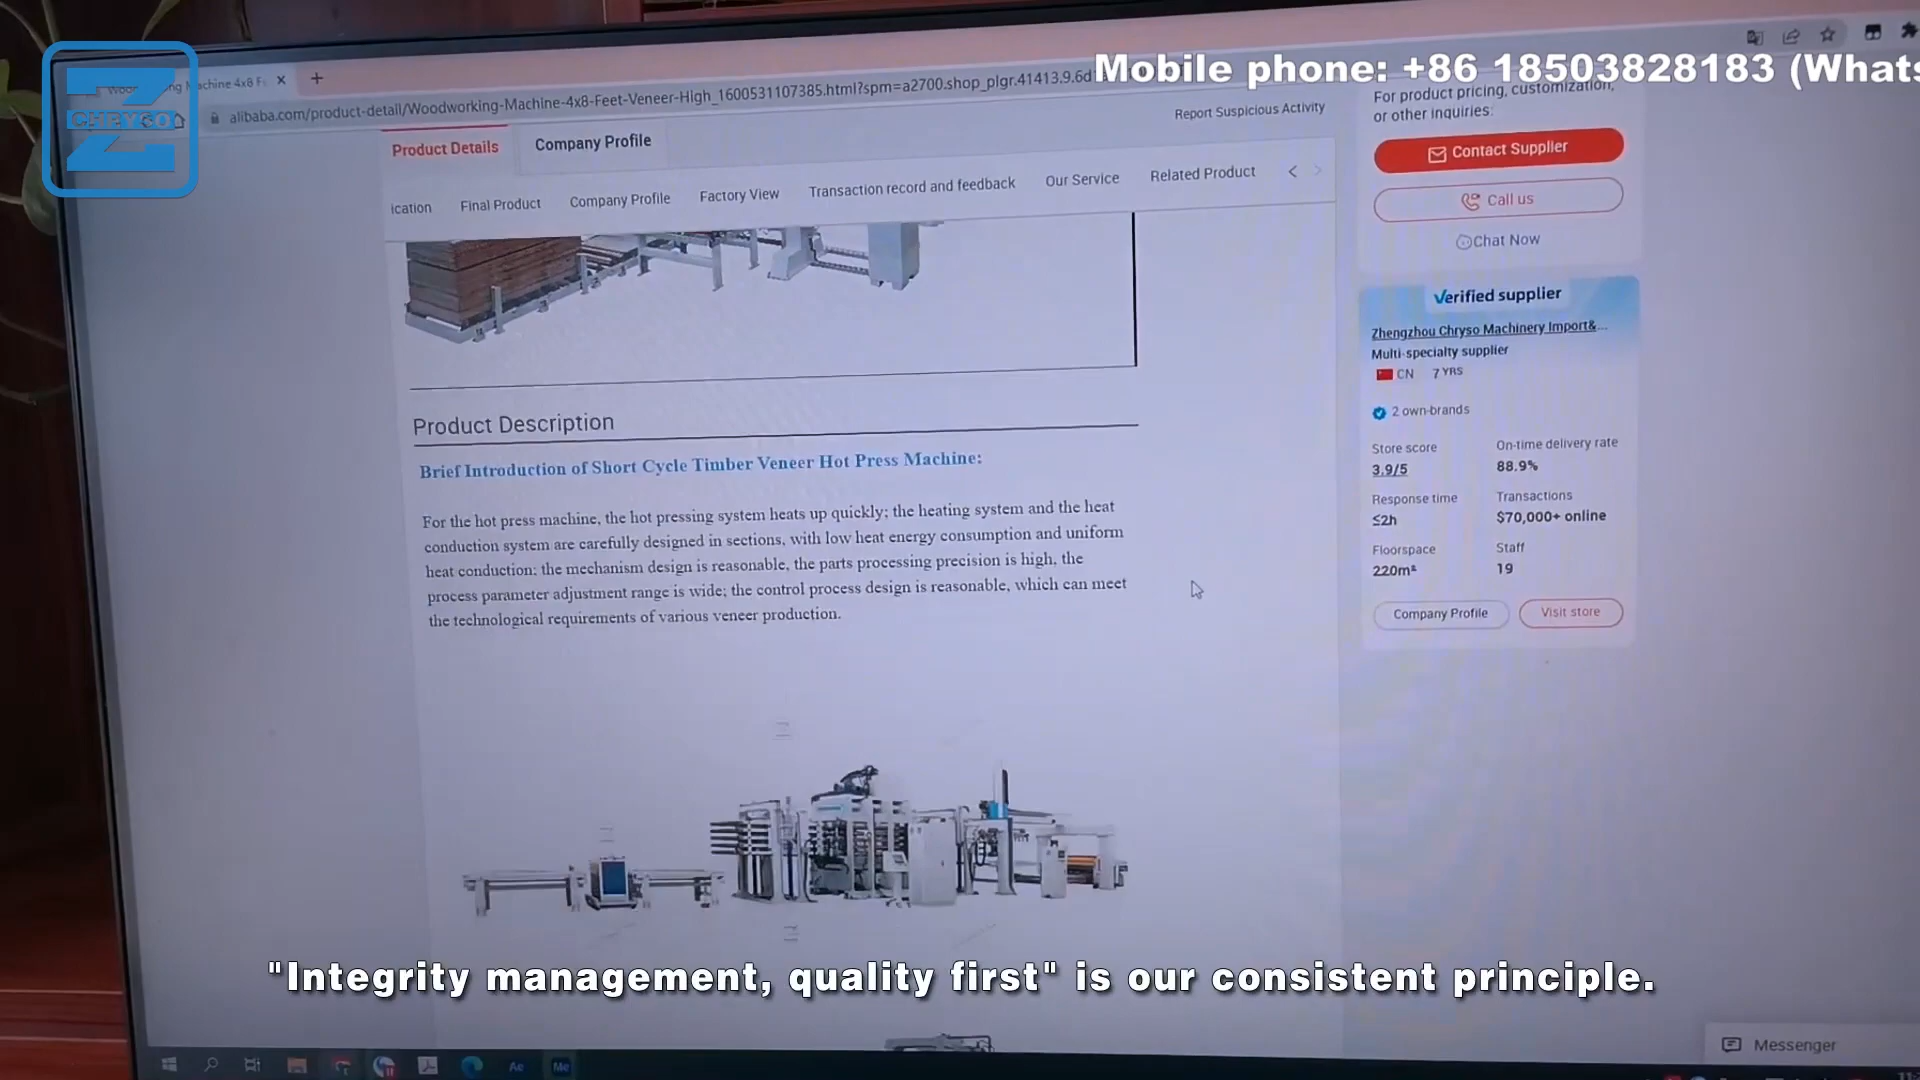 CHRYSO
Mobile phone: +86 18503828183 (Whats
achine 4x8 F
alibaba.com/product-detail/Woodworking-Machine-4x8-Feet-Veneer-High_1600531107385.html?spm=a2700.shop_plgr.41413.9.6d
Report Suspicious Activity
Product Details
Company Profile
ication
Final Product
Company Profile
Factory View
Transaction record and feedback
Our Service
Related Product
For product pricing, customization,
or other inquiries:
Contact Supplier
Call us
Chat Now
Verified supplier
Zhengzhou Chryso Machinery Import&...
Multi-specialty supplier
CN 7 YRS
2 own-brands
Store score
On-time delivery rate
3.9/5
88.9%
Response time
Transactions
≤2h
$70,000+ online
Floorspace
Staff
220m²
19
Company Profile
Visit store
Product Description
Brief Introduction of Short Cycle Timber Veneer Hot Press Machine:
For the hot press machine, the hot pressing system heats up quickly; the heating system and the heat
conduction system are carefully designed in sections, with low heat energy consumption and uniform
heat conduction; the mechanism design is reasonable, the parts processing precision is high, the
process parameter adjustment range is wide; the control process design is reasonable, which can meet
the technological requirements of various veneer production.
"Integrity management, quality first" is our consistent principle.
Messenger
Ae
Me